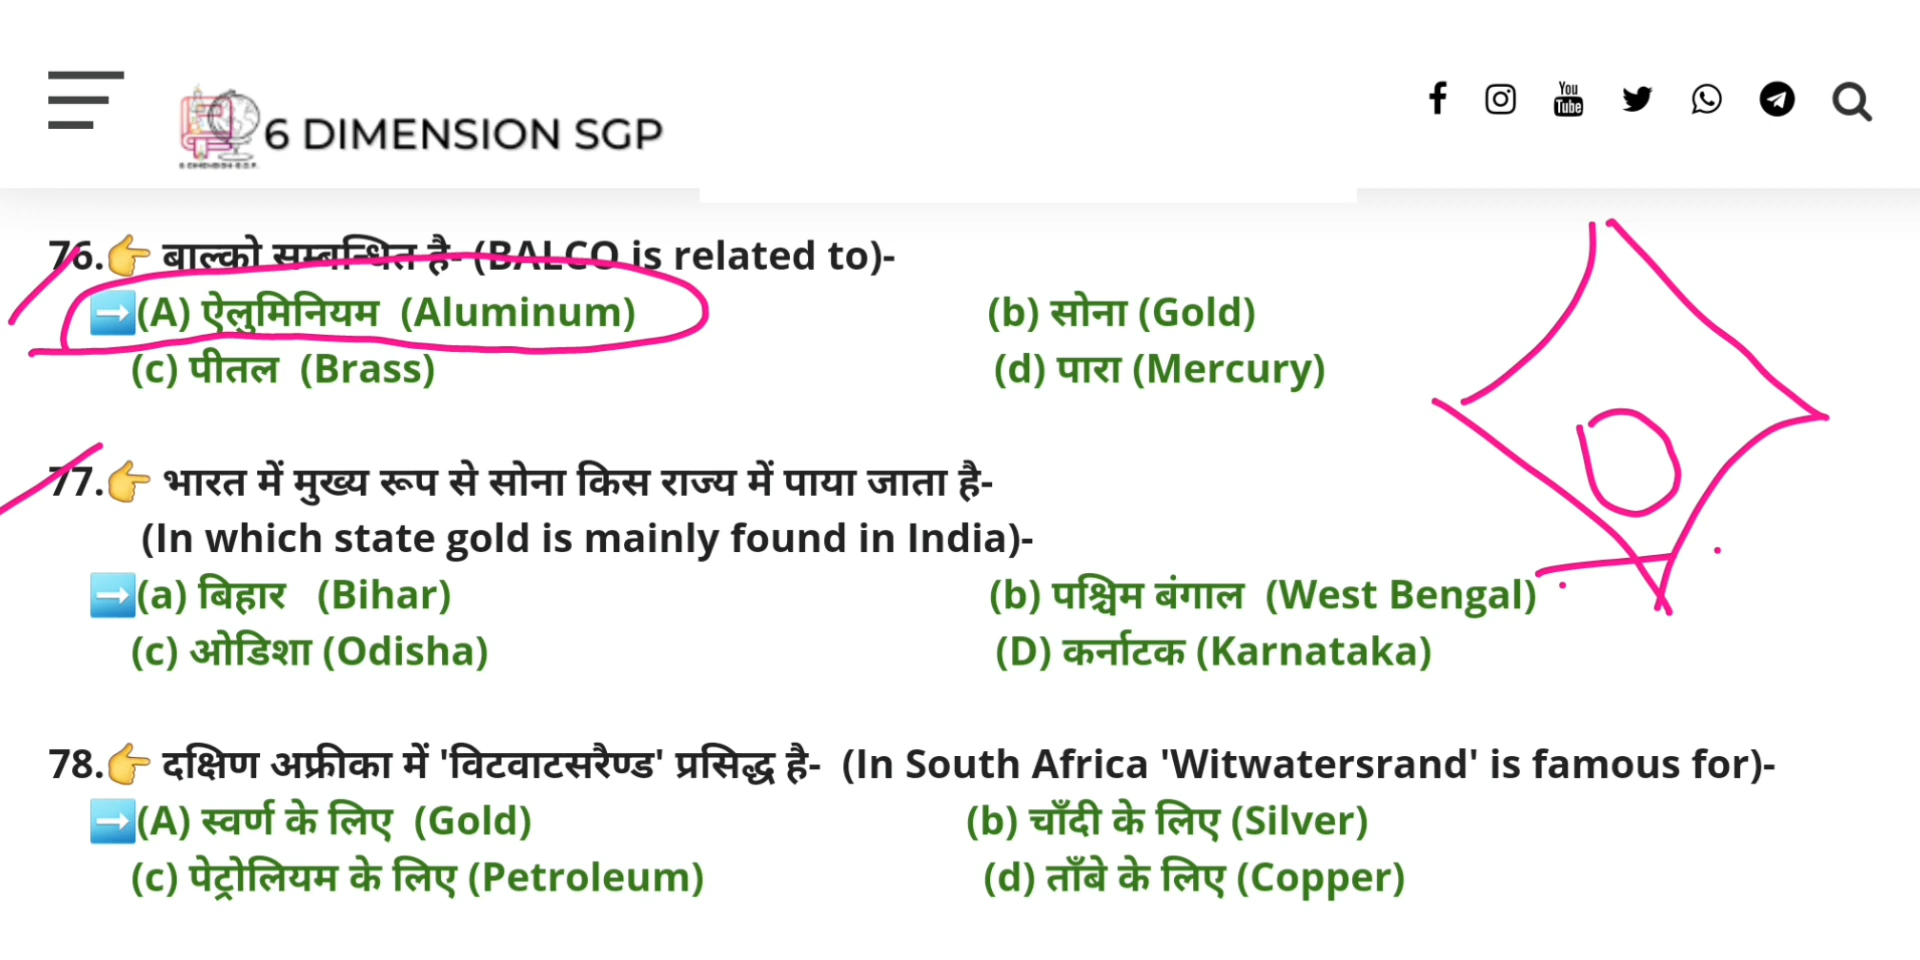 6 DIMENSION SGP
You Tube
76.👉 बाल्को सम्बन्धित है- (BALCO is related to)-
➡️(A) ऐलुमिनियम (Aluminum) (b) सोना (Gold)
(c) पीतल (Brass) (d) पारा (Mercury)
77.👉 भारत में मुख्य रूप से सोना किस राज्य में पाया जाता है-
(In which state gold is mainly found in India)-
➡️(a) बिहार (Bihar) (b) पश्चिम बंगाल (West Bengal)
(c) ओडिशा (Odisha) (D) कर्नाटक (Karnataka)
78.👉 दक्षिण अफ्रीका में 'विटवाटसरैण्ड' प्रसिद्ध है- (In South Africa 'Witwatersrand' is famous for)-
➡️(A) स्वर्ण के लिए (Gold) (b) चाँदी के लिए (Silver)
(c) पेट्रोलियम के लिए (Petroleum) (d) ताँबे के लिए (Copper)